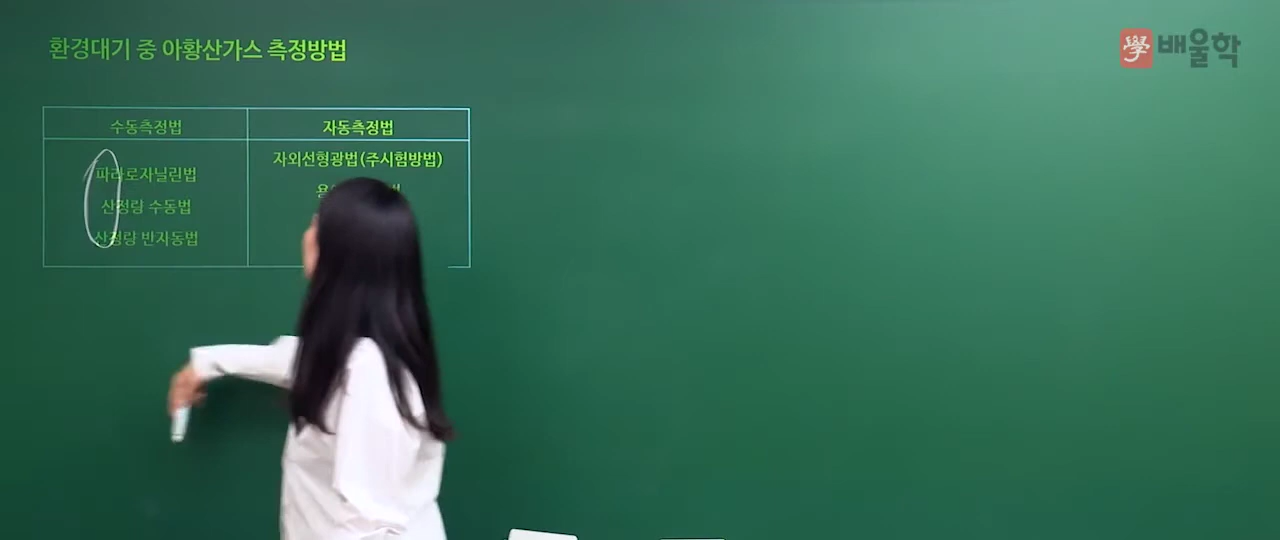 환경대기 중 아황산가스 측정방법
學 배울학
수동측정법 자동측정법
파라로자닐린법 자외선형광법(주시험방법)
산정량 수동법
산정량 반자동법